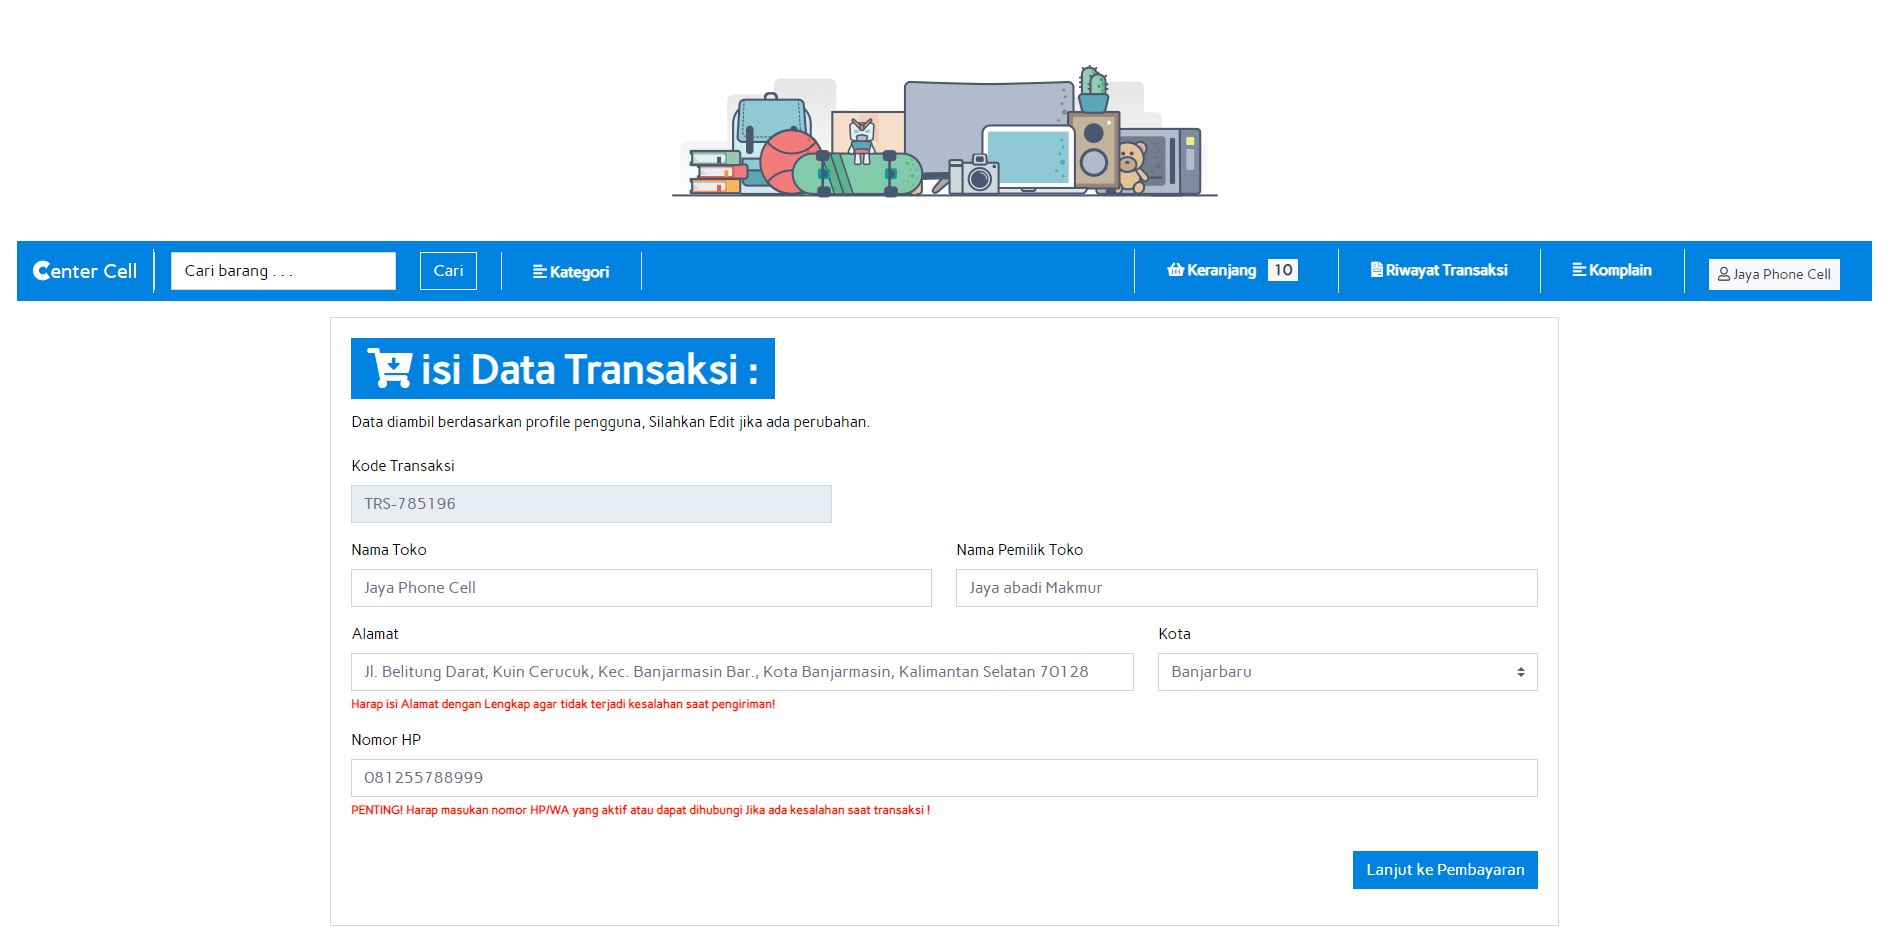 Center Cell
Cari barang . . .
Cari
Kategori
Keranjang 10
Riwayat Transaksi
Komplain
Jaya Phone Cell
isi Data Transaksi :
Data diambil berdasarkan profile pengguna, Silahkan Edit jika ada perubahan.
Kode Transaksi
TRS-785196
Nama Toko
Nama Pemilik Toko
Jaya Phone Cell
Jaya abadi Makmur
Alamat
Kota
Jl. Belitung Darat, Kuin Cerucuk, Kec. Banjarmasin Bar., Kota Banjarmasin, Kalimantan Selatan 70128
Banjarbaru
Harap isi Alamat dengan Lengkap agar tidak terjadi kesalahan saat pengiriman!
Nomor HP
081255788999
PENTING! Harap masukan nomor HP/WA yang aktif atau dapat dihubungi Jika ada kesalahan saat transaksi !
Lanjut ke Pembayaran